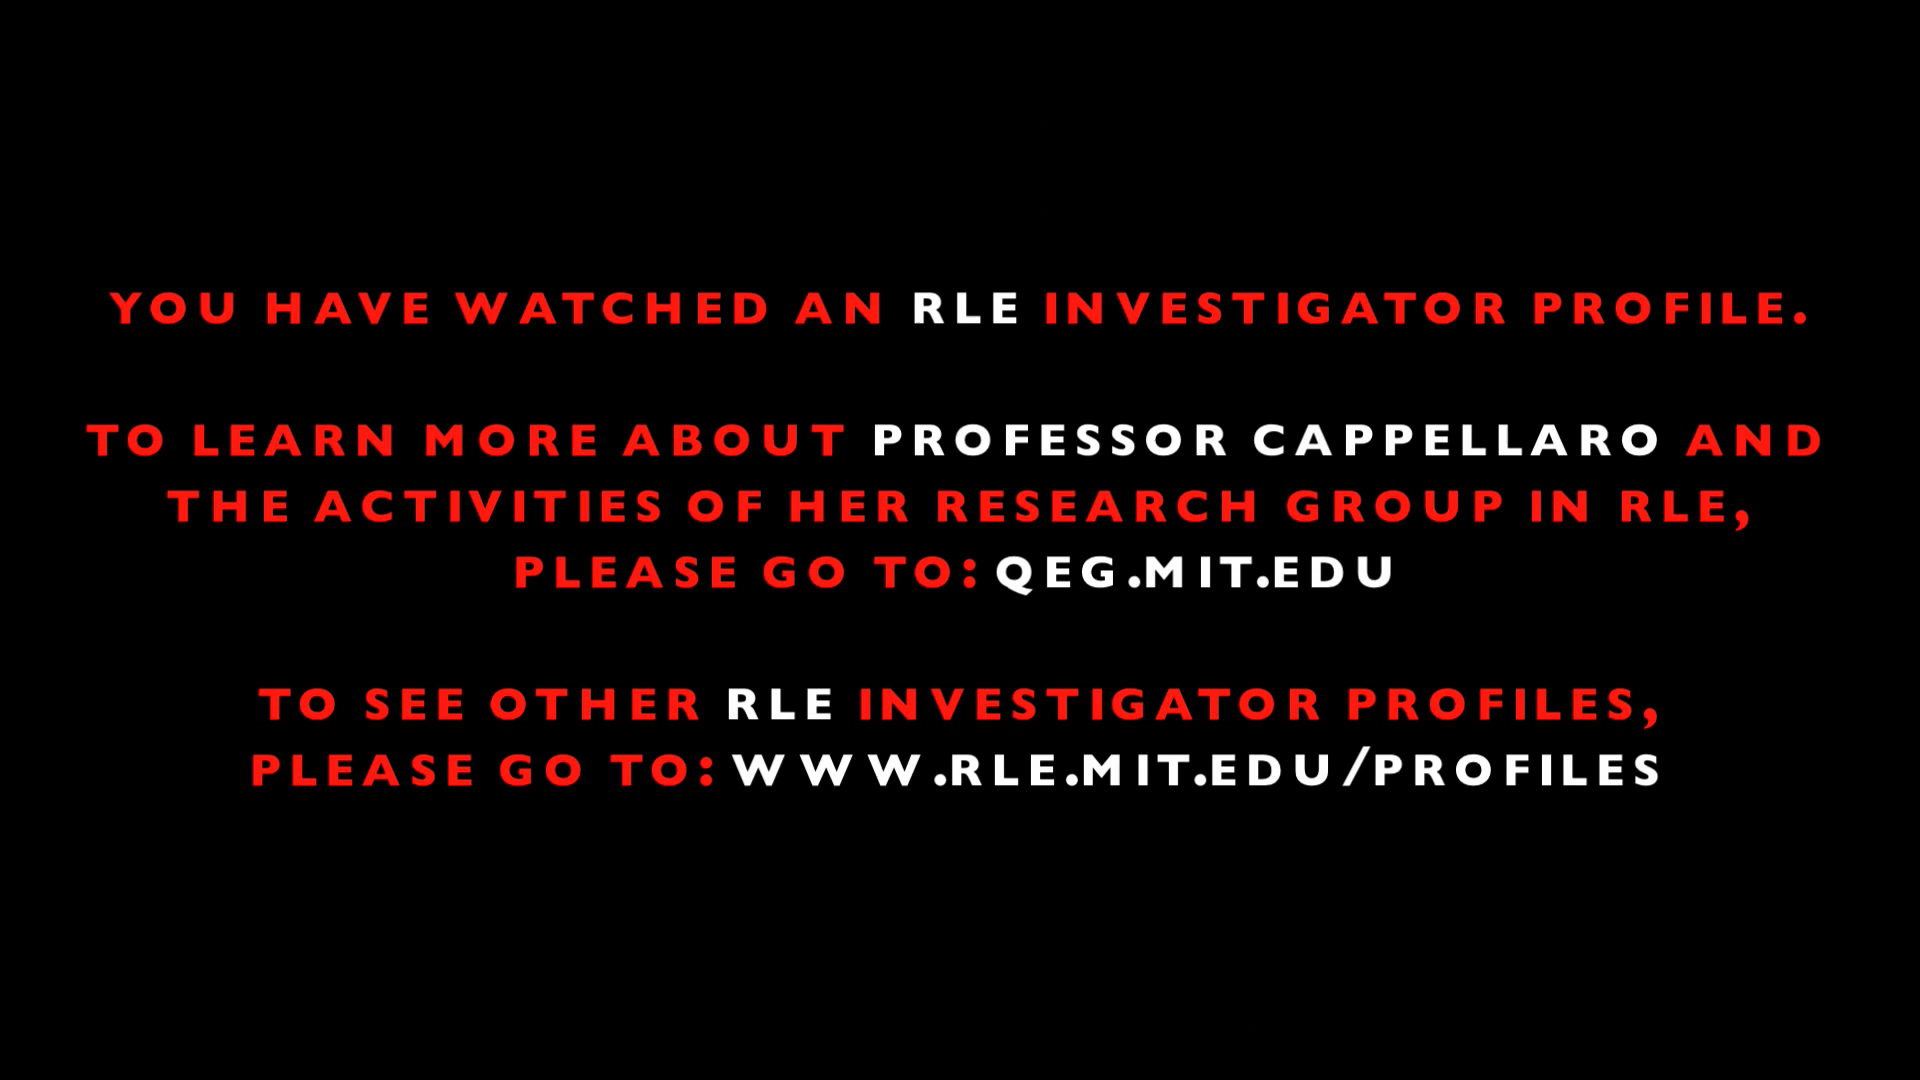 YOU HAVE WATCHED AN RLE INVESTIGATOR PROFILE.
TO LEARN MORE ABOUT PROFESSOR CAPPELLARO AND
THE ACTIVITIES OF HER RESEARCH GROUP IN RLE,
PLEASE GO TO: QEG.MIT.EDU
TO SEE OTHER RLE INVESTIGATOR PROFILES,
PLEASE GO TO: WWW.RLE.MIT.EDU/PROFILES